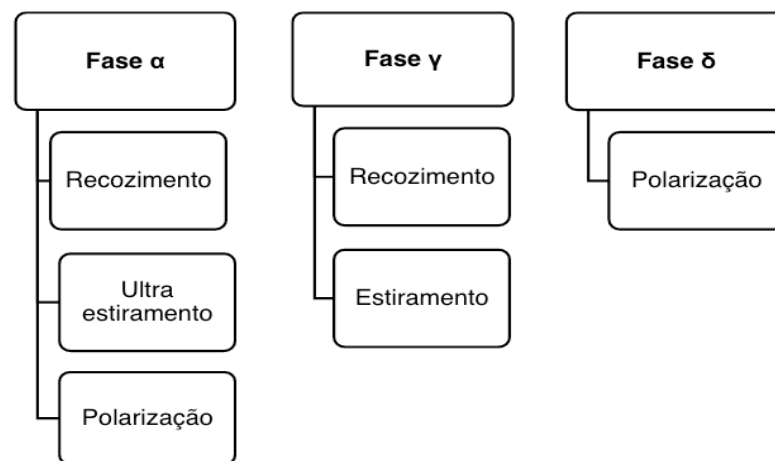 Fase α
Recozimento
Ultra
estiramento
Polarização
Fase γ
Recozimento
Estiramento
Fase δ
Polarização